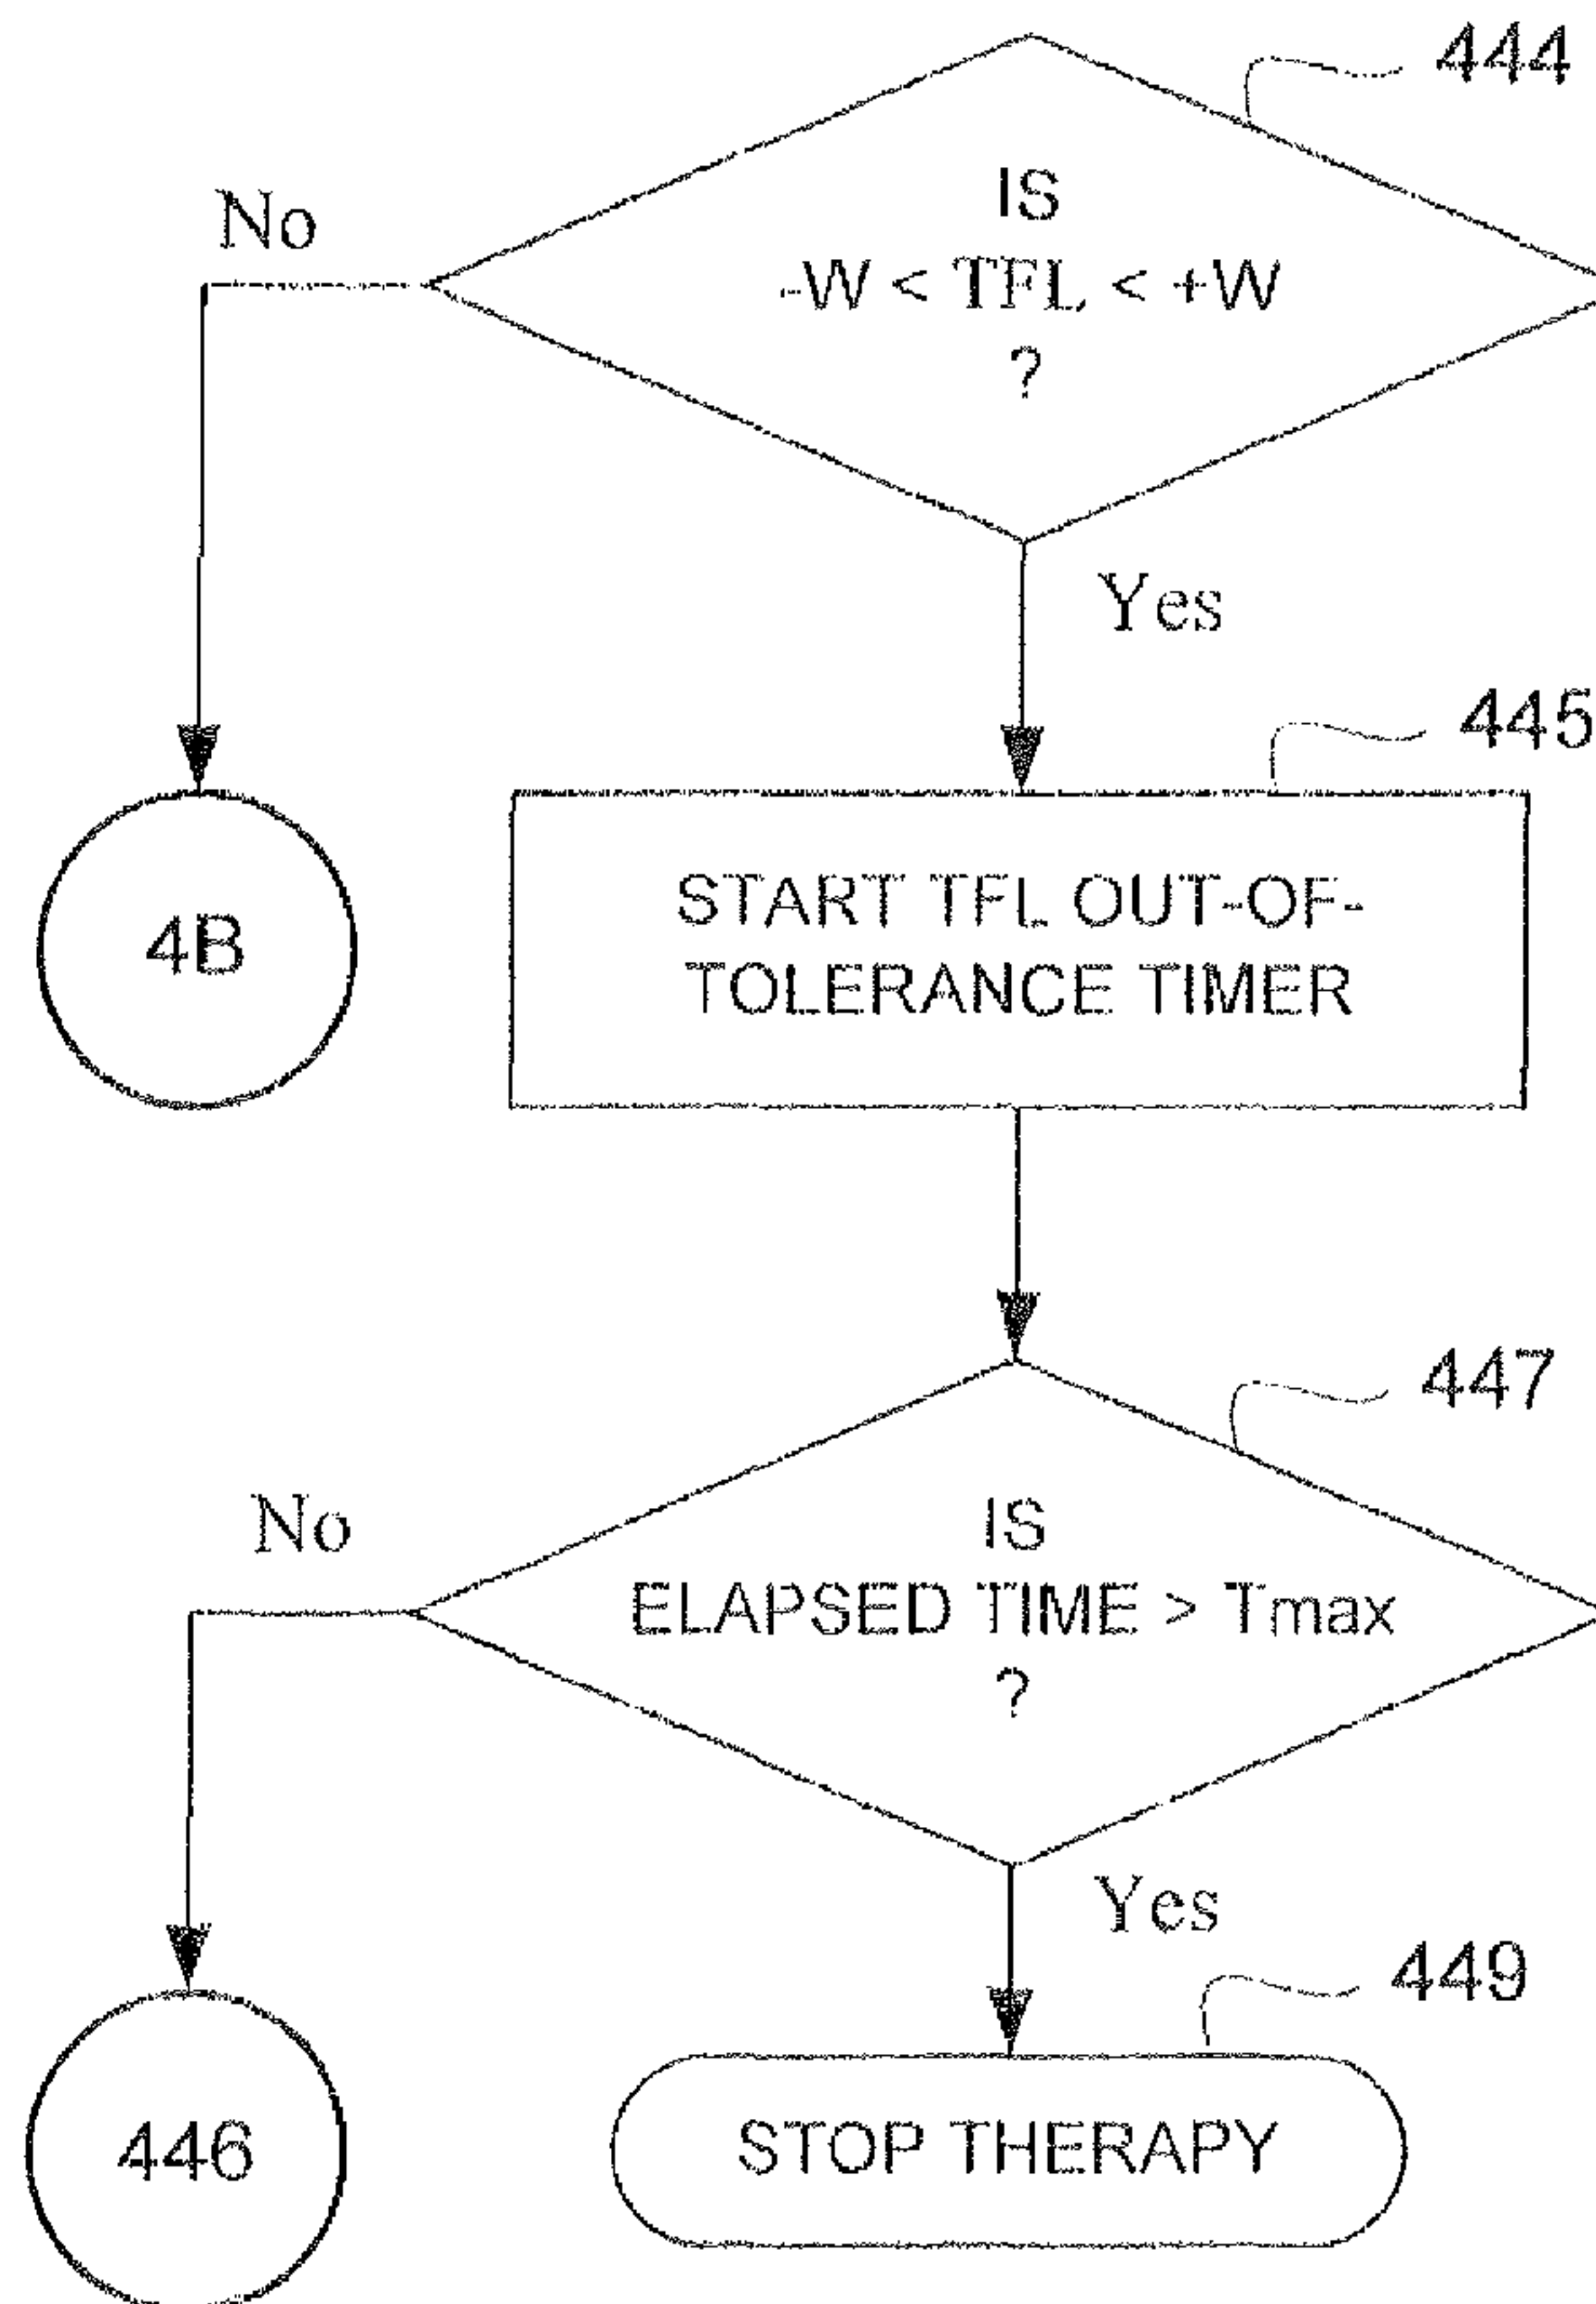 444
IS
-W < TFL < +W
?
No
Yes
445
START TFL OUT-OF-
TOLERANCE TIMER
4B
447
IS
ELAPSED TIME > Tmax
?
No
Yes
449
STOP THERAPY
446